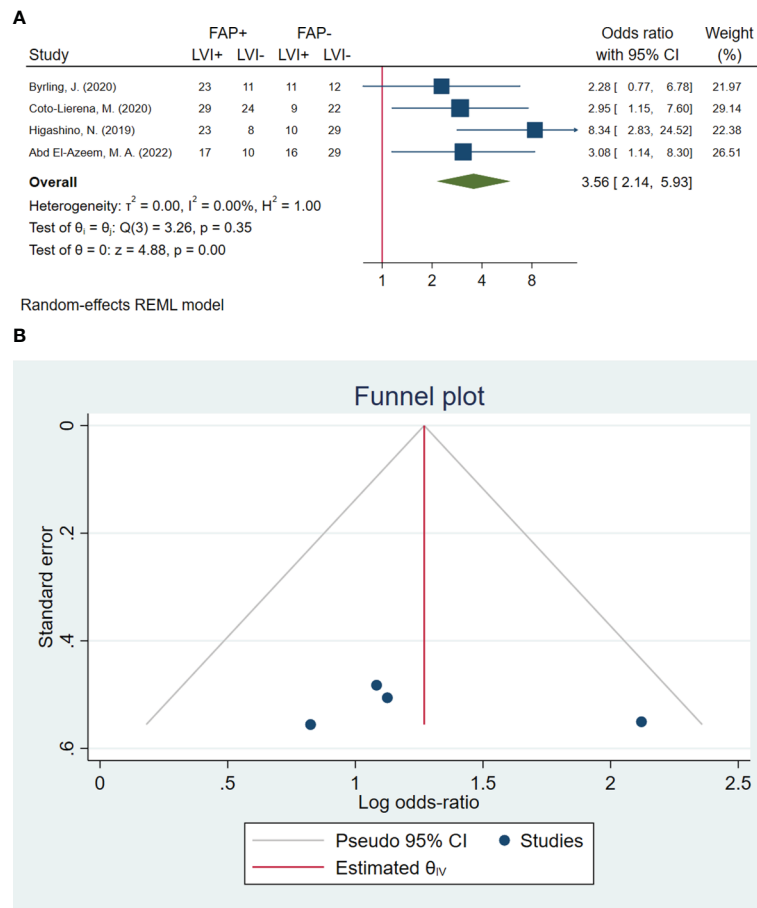 A
FAP+ FAP- Odds ratio Weight
Study LVI+ LVI- LVI+ LVI- with 95% CI (%)
Byrling, J. (2020) 23 11 11 12 2.28 [ 0.77, 6.78] 21.97
Coto-Lierena, M. (2020) 29 24 9 22 2.95 [ 1.15, 7.60] 29.14
Higashino, N. (2019) 23 8 10 29 8.34 [ 2.83, 24.52] 22.38
Abd El-Azeem, M. A. (2022) 17 10 16 29 3.08 [ 1.14, 8.30] 26.51
Overall 3.56 [ 2.14, 5.93]
Heterogeneity: τ² = 0.00, I² = 0.00%, H² = 1.00
Test of θᵢ = θⱼ: Q(3) = 3.26, p = 0.35
Test of θ = 0: z = 4.88, p = 0.00
1 2 4 8
Random-effects REML model
B
Funnel plot
Standard error
0
.2
.4
.6
0 .5 1 1.5 2 2.5
Log odds-ratio
Pseudo 95% CI Studies
Estimated θIV